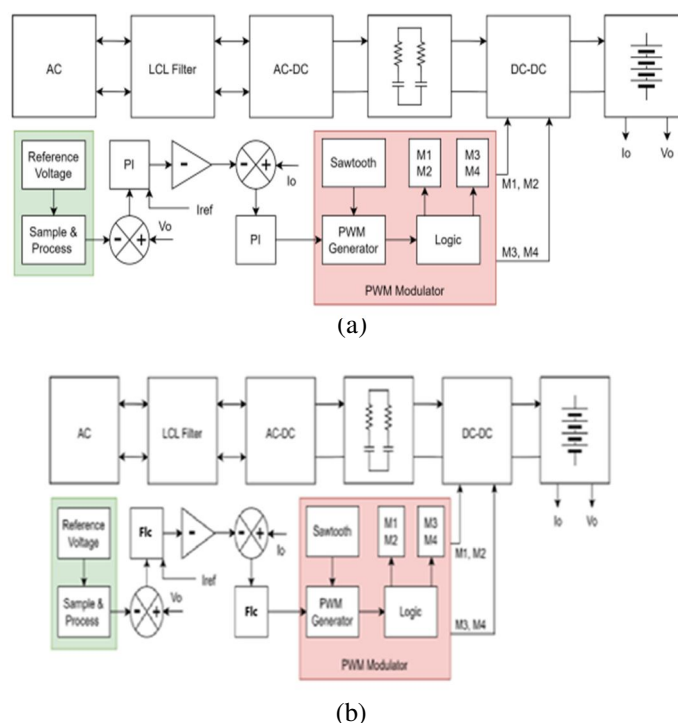 AC
LCL Filter
AC-DC
DC-DC
Io
Vo
Reference
Voltage
PI
-
- +
Io
Sawtooth
M1
M2
M3
M4
M1, M2
Iref
Sample &
Process
- +
Vo
PI
PWM
Generator
Logic
M3, M4
PWM Modulator
(a)
AC
LCL Filter
AC-DC
DC-DC
Io
Vo
Reference
Voltage
Flc
-
- +
Io
Sawtooth
M1
M2
M3
M4
M1, M2
Iref
Sample &
Process
- +
Vo
Flc
PWM
Generator
Logic
M3, M4
PWM Modulator
(b)